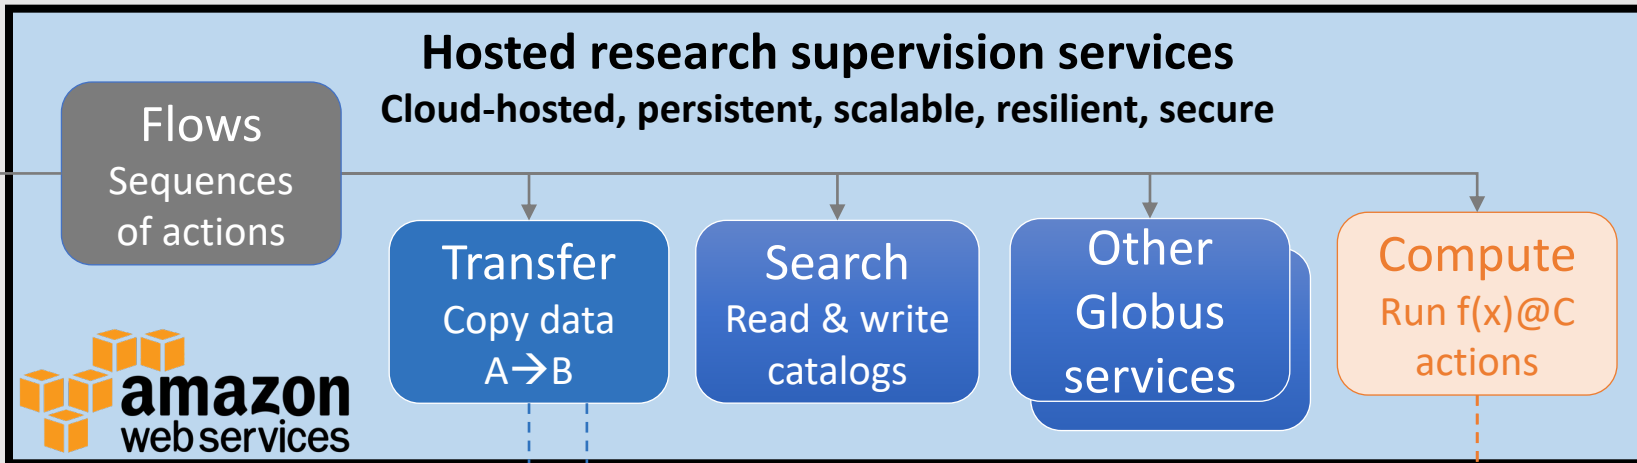 Hosted research supervision services
Cloud-hosted, persistent, scalable, resilient, secure
Flows
Sequences
of actions
Transfer
Copy data
A→B
Search
Read & write
catalogs
Other
Globus
services
Compute
Run f(x)@C
actions
amazon
web services